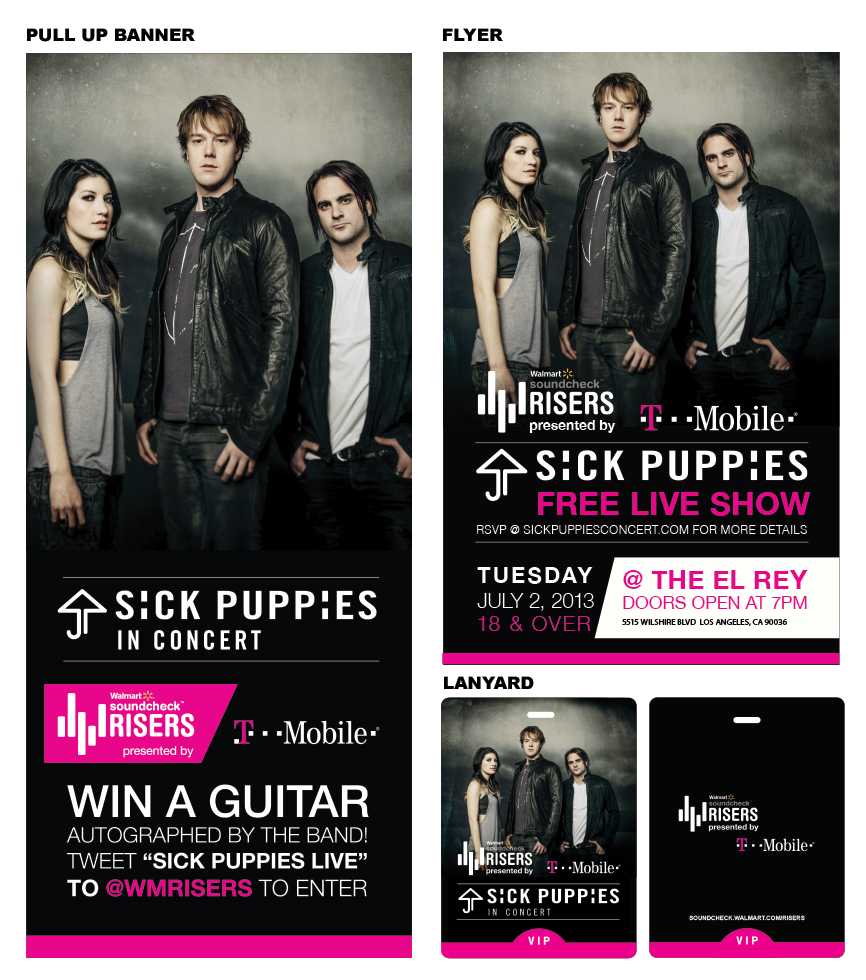 PULL UP BANNER
SICK PUPPIES
IN CONCERT
Walmart
soundcheck™
RISERS
presented by
T··Mobile·®
WIN A GUITAR
AUTOGRAPHED BY THE BAND!
TWEET “SICK PUPPIES LIVE”
TO @WMRISERS TO ENTER
FLYER
Walmart
soundcheck™
RISERS
presented by
T··Mobile·®
SICK PUPPIES
FREE LIVE SHOW
RSVP @ SICKPUPPIESCONCERT.COM FOR MORE DETAILS
TUESDAY
JULY 2, 2013
18 & OVER
@ THE EL REY
DOORS OPEN AT 7PM
5515 WILSHIRE BLVD LOS ANGELES, CA 90036
LANYARD
Walmart
soundcheck
RISERS
presented by
T··Mobile·®
SICK PUPPIES
IN CONCERT
VIP
Walmart
soundcheck
RISERS
presented by
T··Mobile·®
SOUNDCHECK.WALMART.COM/RISERS
VIP